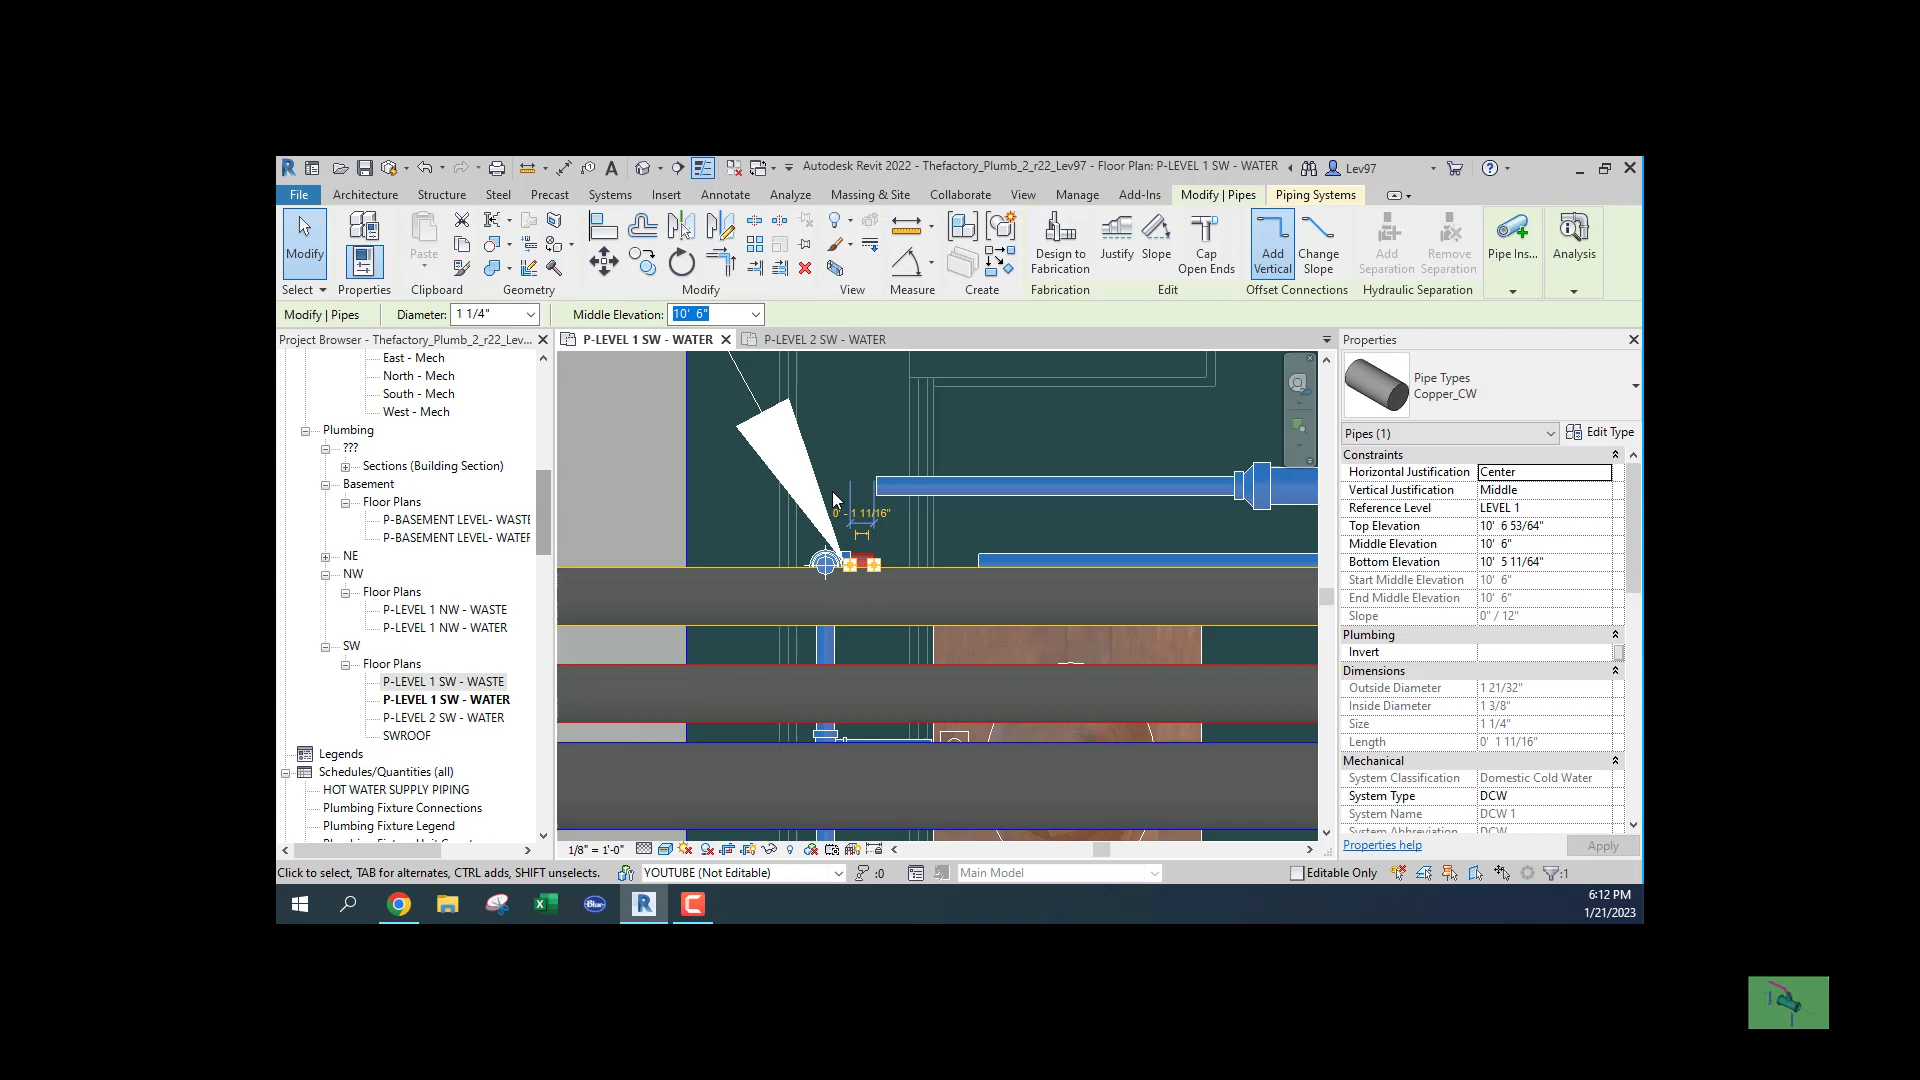 Autodesk Revit 2022 - Thefactory_Plumb_2_r22_Lev97 - Floor Plan: P-LEVEL 1 SW - WATER
Lev97
File Architecture Structure Steel Precast Systems Insert Annotate Analyze Massing & Site Collaborate View Manage Add-Ins Modify | Pipes Piping Systems
Modify
Paste
Design to Fabrication
Justify
Slope
Cap Open Ends
Add Vertical
Change Slope
Add Separation
Remove Separation
Pipe Ins...
Analysis
Select Properties Clipboard Geometry Modify View Measure Create Fabrication Edit Offset Connections Hydraulic Separation
Modify | Pipes Diameter: 1 1/4" Middle Elevation: 10' 6"
Project Browser - Thefactory_Plumb_2_r22_Lev...
East - Mech
North - Mech
South - Mech
West - Mech
Plumbing
???
Sections (Building Section)
Basement
Floor Plans
P-BASEMENT LEVEL- WASTE
P-BASEMENT LEVEL- WATER
NE
NW
Floor Plans
P-LEVEL 1 NW - WASTE
P-LEVEL 1 NW - WATER
SW
Floor Plans
P-LEVEL 1 SW - WASTE
P-LEVEL 1 SW - WATER
P-LEVEL 2 SW - WATER
SWROOF
Legends
Schedules/Quantities (all)
HOT WATER SUPPLY PIPING
Plumbing Fixture Connections
Plumbing Fixture Legend
P-LEVEL 1 SW - WATER P-LEVEL 2 SW - WATER
0' - 1 11/16"
1/8" = 1'-0"
Properties
Pipe Types
Copper_CW
Pipes (1) Edit Type
Constraints
Horizontal Justification Center
Vertical Justification Middle
Reference Level LEVEL 1
Top Elevation 10' 6 53/64"
Middle Elevation 10' 6"
Bottom Elevation 10' 5 11/64"
Start Middle Elevation 10' 6"
End Middle Elevation 10' 6"
Slope 0" / 12"
Plumbing
Invert
Dimensions
Outside Diameter 1 21/32"
Inside Diameter 1 3/8"
Size 1 1/4"
Length 0' 1 11/16"
Mechanical
System Classification Domestic Cold Water
System Type DCW
System Name DCW 1
System Abbreviation DCW
Properties help Apply
Click to select, TAB for alternates, CTRL adds, SHIFT unselects. YOUTUBE (Not Editable) :0 Main Model Editable Only :1
6:12 PM
1/21/2023